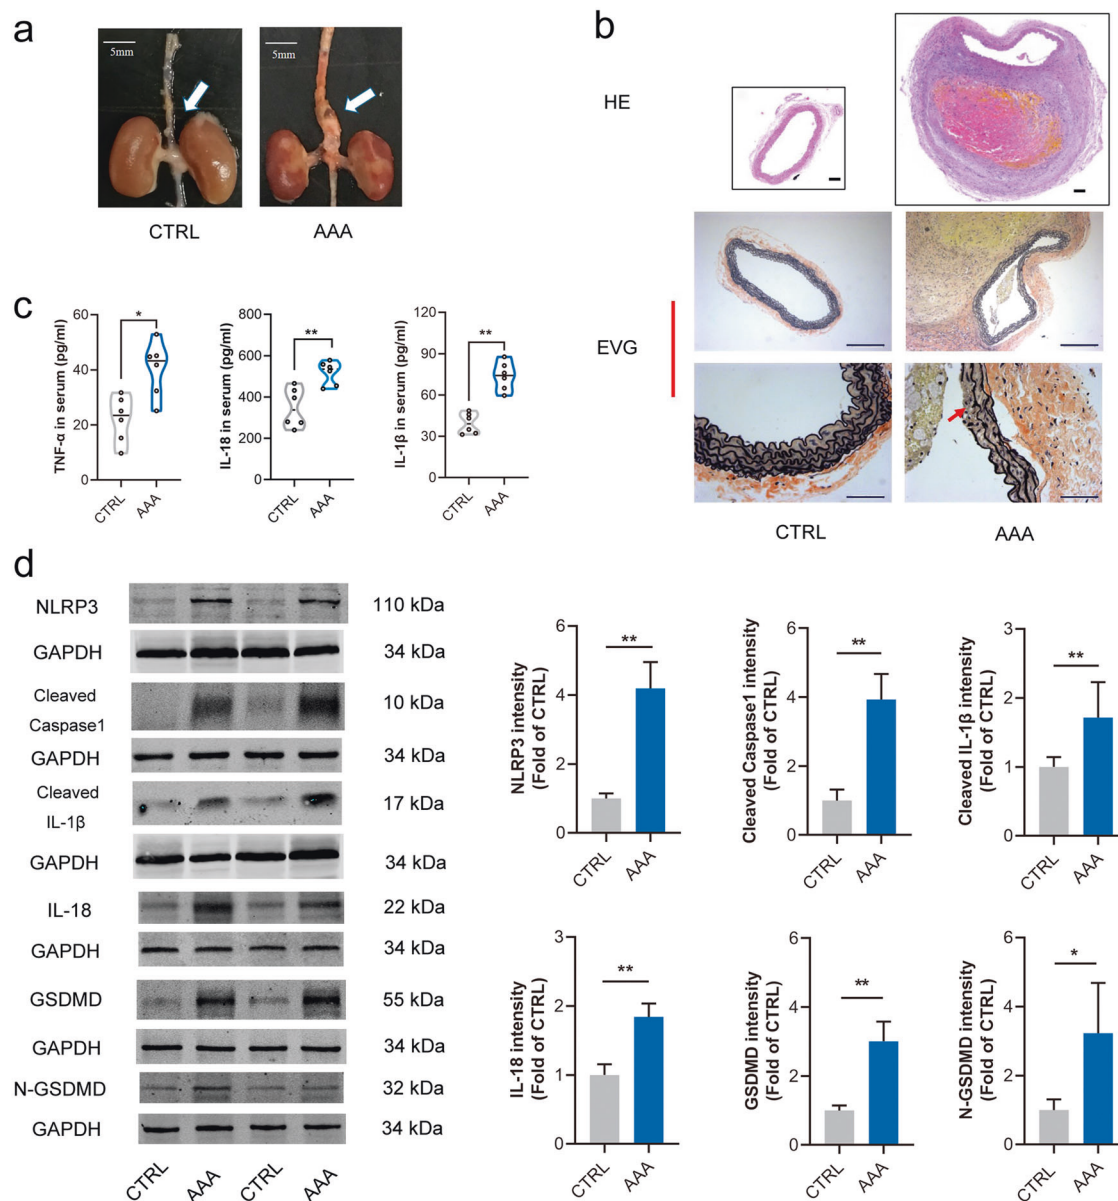 a
5mm
5mm
CTRL
AAA
b
HE
EVG
CTRL
AAA
c
TNF-α in serum (pg/ml)
60
40
20
0
*
CTRL
AAA
IL-18 in serum (pg/ml)
800
600
400
200
0
**
CTRL
AAA
IL-1β in serum (pg/ml)
120
90
60
30
0
**
CTRL
AAA
d
NLRP3
110 kDa
GAPDH
34 kDa
Cleaved
Caspase1
10 kDa
GAPDH
34 kDa
Cleaved
IL-1β
17 kDa
GAPDH
34 kDa
IL-18
22 kDa
GAPDH
34 kDa
GSDMD
55 kDa
GAPDH
34 kDa
N-GSDMD
32 kDa
GAPDH
34 kDa
CTRL
AAA
CTRL
AAA
NLRP3 intensity
(Fold of CTRL)
6
4
2
0
**
CTRL
AAA
Cleaved Caspase1 intensity
(Fold of CTRL)
6
4
2
0
**
CTRL
AAA
Cleaved IL-1β intensity
(Fold of CTRL)
3
2
1
0
**
CTRL
AAA
IL-18 intensity
(Fold of CTRL)
3
2
1
0
**
CTRL
AAA
GSDMD intensity
(Fold of CTRL)
6
4
2
0
**
CTRL
AAA
N-GSDMD intensity
(Fold of CTRL)
6
4
2
0
*
CTRL
AAA